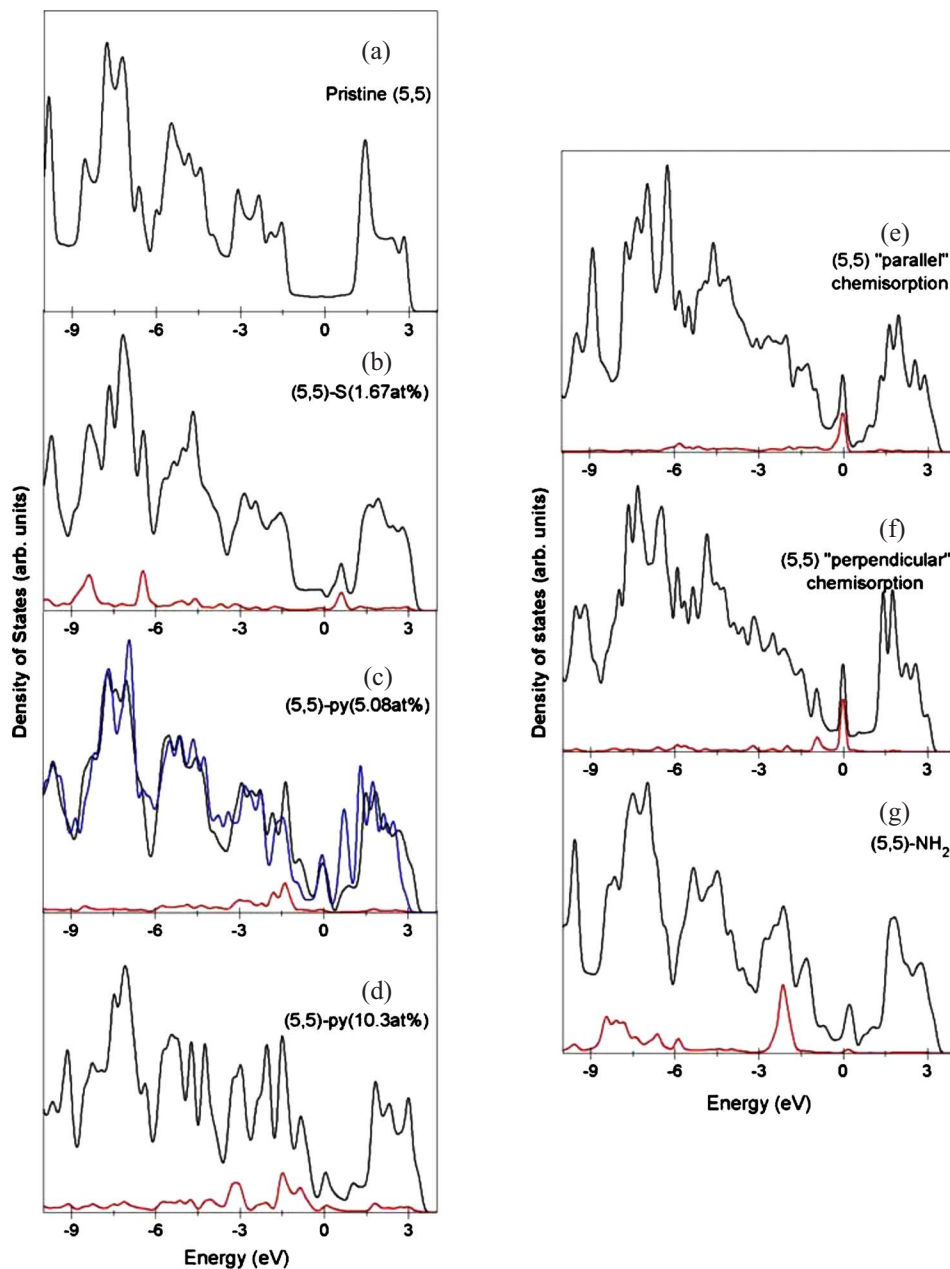 (a)
Pristine (5,5)
-9 -6 -3 0 3
(b)
(5,5)-S(1.67at%)
-9 -6 -3 0 3
(c)
(5,5)-py(5.08at%)
-9 -6 -3 0 3
(d)
(5,5)-py(10.3at%)
-9 -6 -3 0 3
Energy (eV)
Density of States (arb. units)
(e)
(5,5) "parallel"
chemisorption
-9 -6 -3 0 3
(f)
(5,5) "perpendicular"
chemisorption
-9 -6 -3 0 3
(g)
(5,5)-NH₂
-9 -6 -3 0 3
Energy (eV)
Density of states (arb. units)